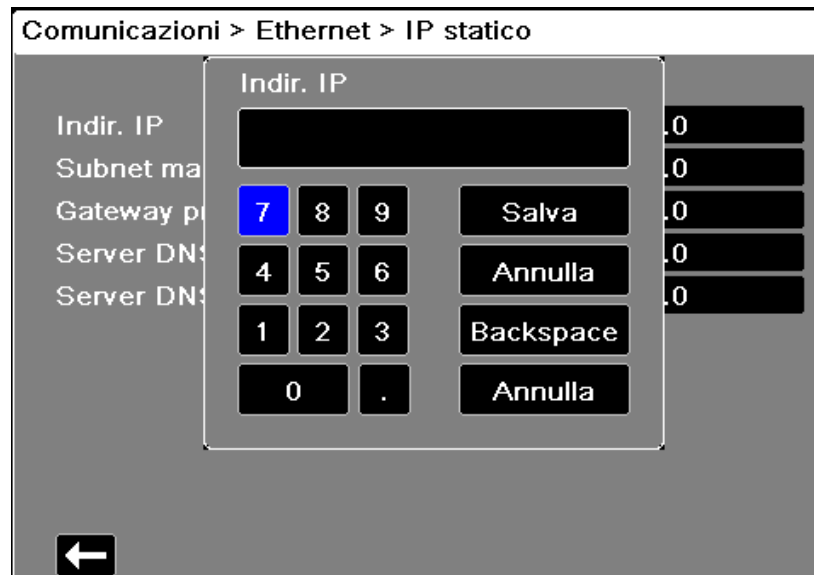 Comunicazioni > Ethernet > IP statico
Indir. IP
Indir. IP
.0
Subnet ma
.0
Gateway p
.0
Server DN
.0
Server DN
.0
7 8 9 Salva
4 5 6 Annulla
1 2 3 Backspace
0 . Annulla